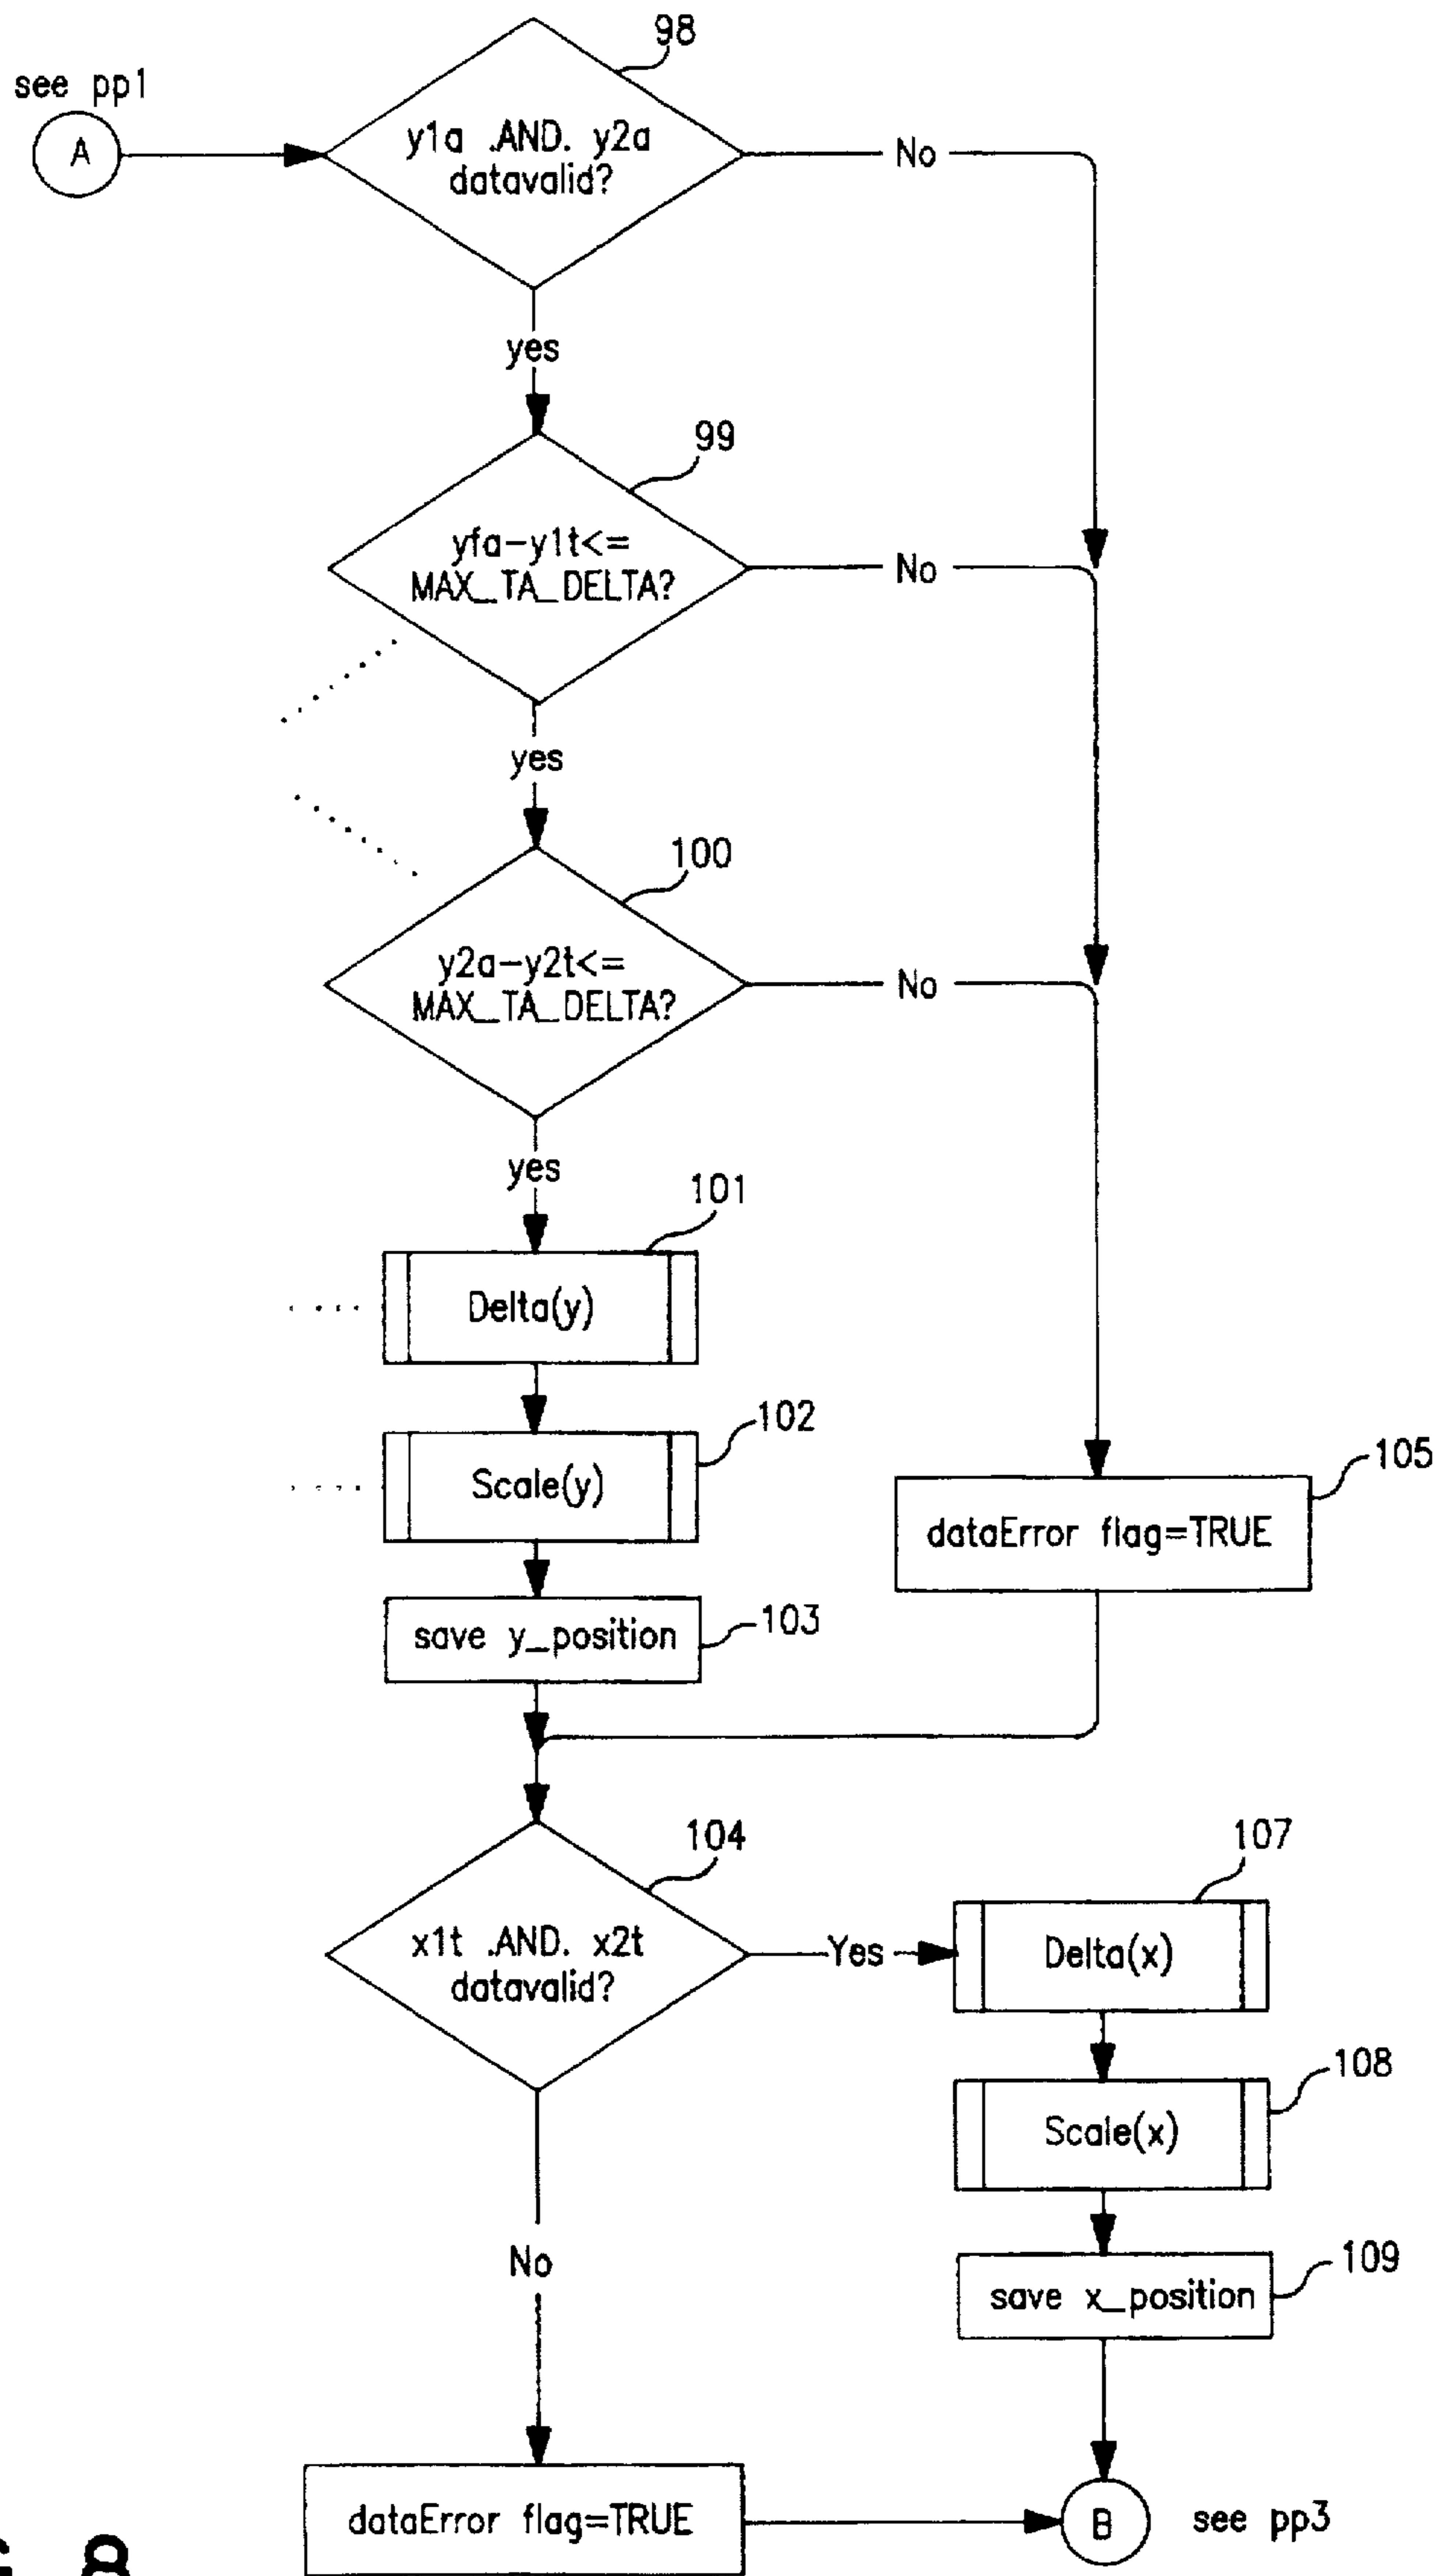 98
see pp1
A
y1a .AND. y2a
datavalid?
No
yes
99
yfa-y1t<=
MAX_TA_DELTA?
No
yes
100
y2a-y2t<=
MAX_TA_DELTA?
No
yes
101
Delta(y)
102
Scale(y)
105
dataError flag=TRUE
103
save y_position
104
107
x1t .AND. x2t
datavalid?
Yes
Delta(x)
108
Scale(x)
No
109
save x_position
dataError flag=TRUE
B
see pp3
8